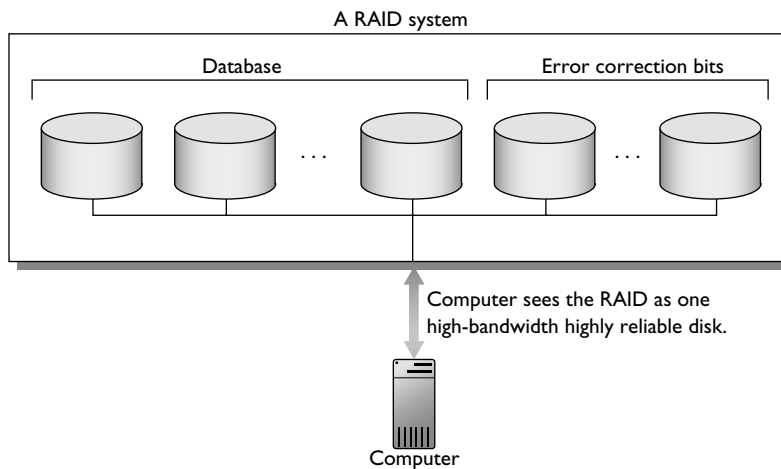 A RAID system
Database
Error correction bits
. . .
. . .
Computer sees the RAID as one
high-bandwidth highly reliable disk.
Computer